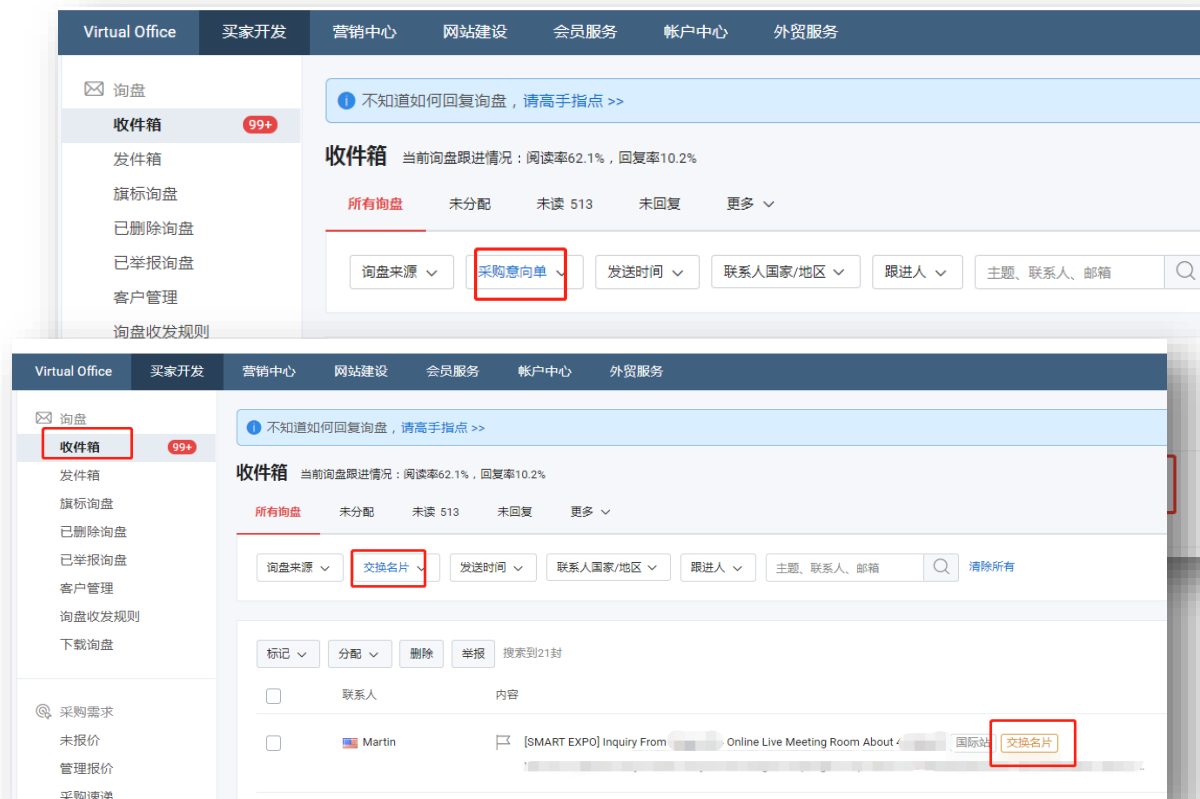 Virtual Office 买家开发 营销中心 网站建设 会员服务 帐户中心 外贸服务
询盘
收件箱 99+
发件箱
旗标询盘
已删除询盘
已举报询盘
客户管理
询盘收发规则
不知道如何回复询盘，请高手指点 >>
收件箱 当前询盘跟进情况：阅读率62.1%，回复率10.2%
所有询盘 未分配 未读 513 未回复 更多
询盘来源 采购意向单 发送时间 联系人国家/地区 跟进人 主题、联系人、邮箱
Virtual Office 买家开发 营销中心 网站建设 会员服务 帐户中心 外贸服务
询盘
收件箱 99+
发件箱
旗标询盘
已删除询盘
已举报询盘
客户管理
询盘收发规则
下载询盘
采购需求
未报价
管理报价
采购速递
不知道如何回复询盘，请高手指点 >>
收件箱 当前询盘跟进情况：阅读率62.1%，回复率10.2%
所有询盘 未分配 未读 513 未回复 更多
询盘来源 交换名片 发送时间 联系人国家/地区 跟进人 主题、联系人、邮箱 清除所有
标记 分配 删除 举报 搜索到21封
联系人 内容
Martin [SMART EXPO] Inquiry From Online Live Meeting Room About 国际站 交换名片